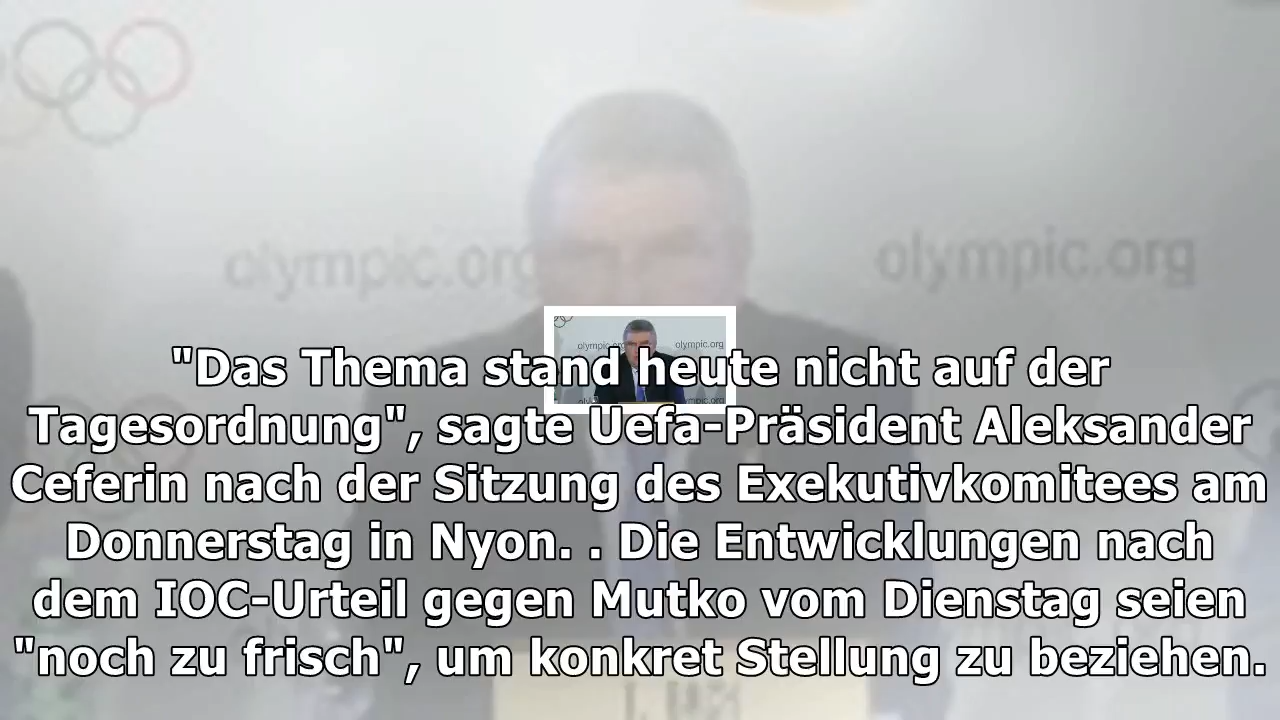 olympic.org
olympic.org
olympic.org
"Das Thema stand heute nicht auf der
Tagesordnung", sagte Uefa-Präsident Aleksander
Ceferin nach der Sitzung des Exekutivkomitees am
Donnerstag in Nyon. . Die Entwicklungen nach
dem IOC-Urteil gegen Mutko vom Dienstag seien
"noch zu frisch", um konkret Stellung zu beziehen.